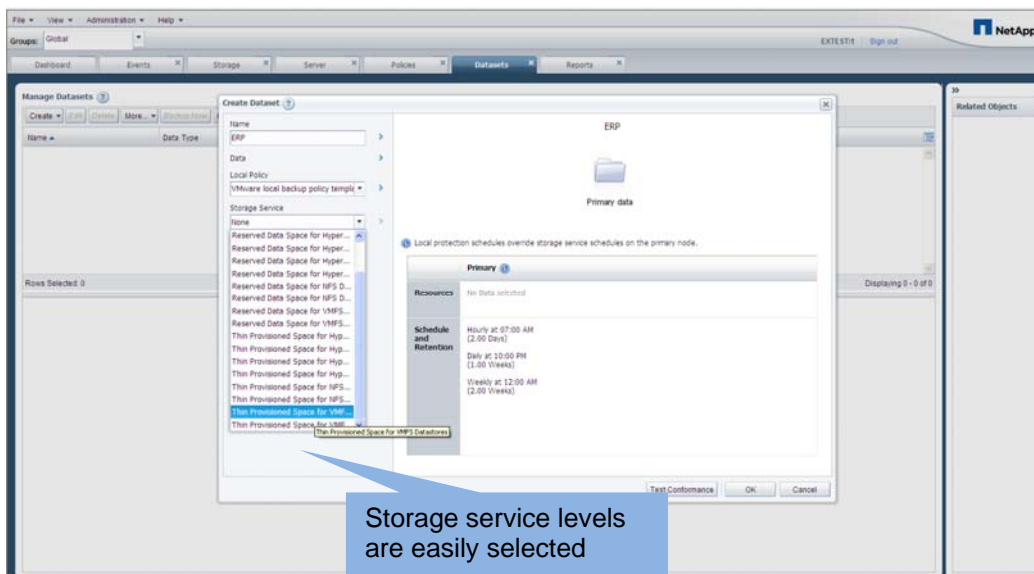 File View Administration Help
Groups: Global
EXTEST\t Sign out
NetApp
Dashboard Events Storage Server Policies Datasets Reports
Manage Datasets
Create Edit Delete More...
Name Data Type
Rows Selected: 0
Displaying 0 - 0 of 0
Related Objects
Create Dataset
Name
ERP
Data
Local Policy
VMware local backup policy templa
Storage Service
None
Reserved Data Space for Hyper...
Reserved Data Space for Hyper...
Reserved Data Space for Hyper...
Reserved Data Space for Hyper...
Reserved Data Space for NFS D...
Reserved Data Space for NFS D...
Reserved Data Space for VMFS...
Reserved Data Space for VMFS...
Thin Provisioned Space for Hyp...
Thin Provisioned Space for Hyp...
Thin Provisioned Space for Hyp...
Thin Provisioned Space for Hyp...
Thin Provisioned Space for NFS...
Thin Provisioned Space for NFS...
Thin Provisioned Space for VMF...
Thin Provisioned Space for VMF...
Thin Provisioned Space for VMFS Datastores
ERP
Primary data
Local protection schedules override storage service schedules on the primary node.
Primary
Resources No Data selected
Schedule and Retention
Hourly at 07:00 AM
(2.00 Days)
Daily at 10:00 PM
(1.00 Weeks)
Weekly at 12:00 AM
(2.00 Weeks)
Test Conformance OK Cancel
Storage service levels
are easily selected